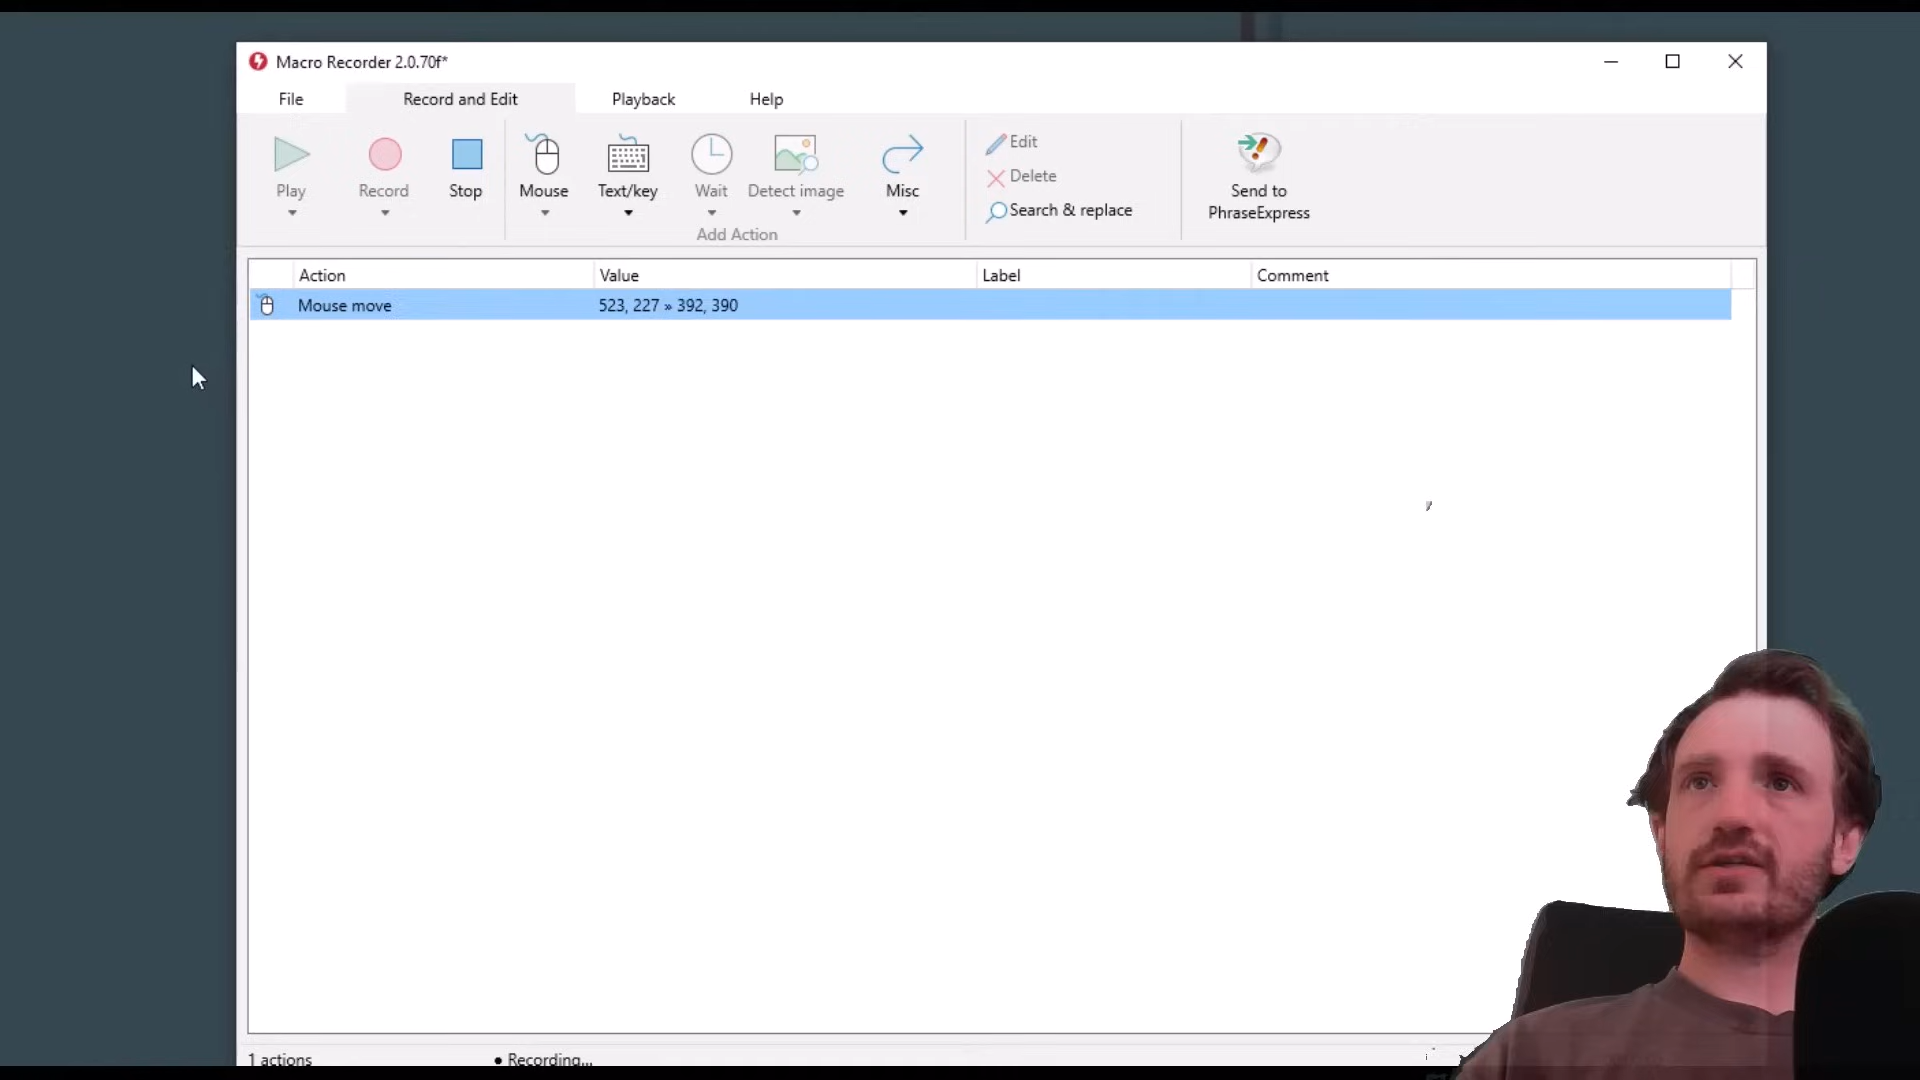 Macro Recorder 2.0.70f*
File Record and Edit Playback Help
Play Record Stop Mouse Text/key Wait Detect image Misc
Add Action
Edit
Delete
Search & replace
Send to
PhraseExpress
Action Value Label Comment
Mouse move 523, 227 » 392, 390
1 actions • Recording...